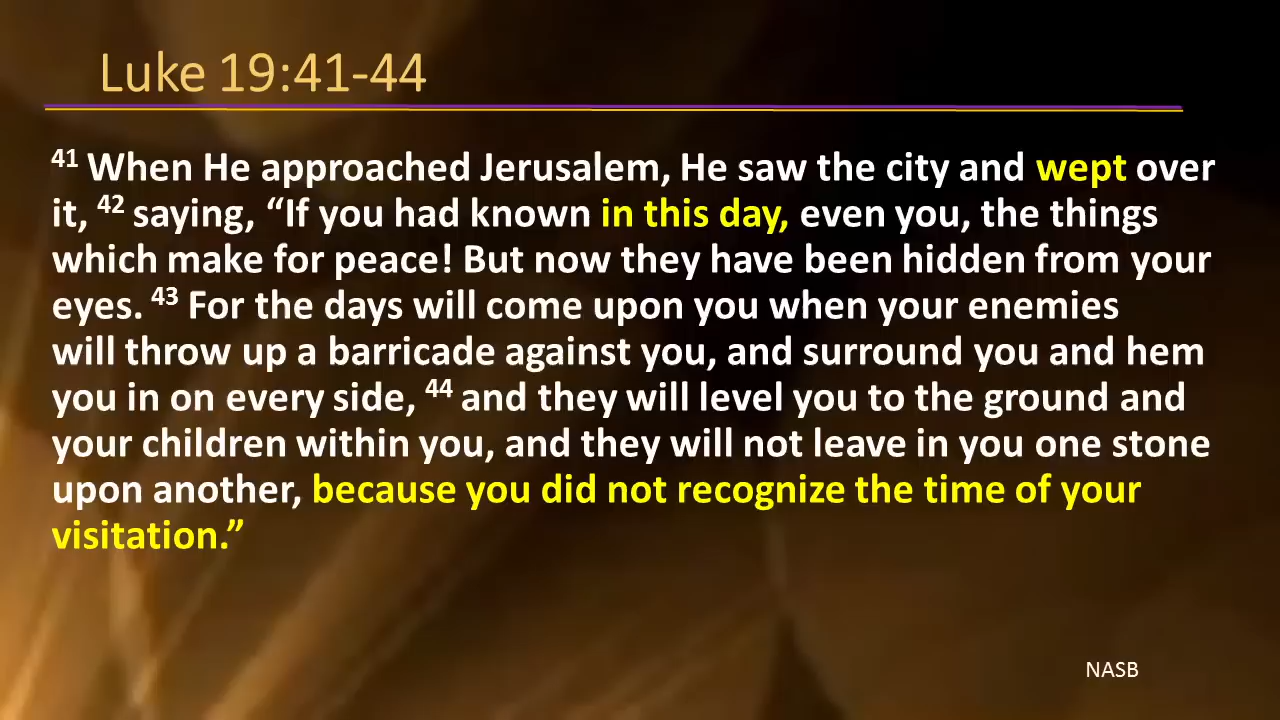 Luke 19:41-44
41 When He approached Jerusalem, He saw the city and wept over
it, 42 saying, “If you had known in this day, even you, the things
which make for peace! But now they have been hidden from your
eyes. 43 For the days will come upon you when your enemies
will throw up a barricade against you, and surround you and hem
you in on every side, 44 and they will level you to the ground and
your children within you, and they will not leave in you one stone
upon another, because you did not recognize the time of your
visitation.”
NASB